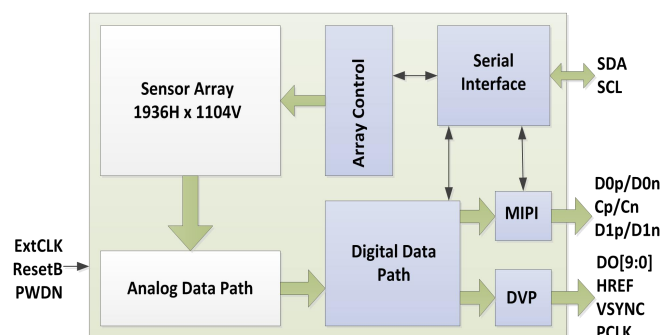 Sensor Array
1936H x 1104V
Array Control
Serial
Interface
SDA
SCL
Analog Data Path
Digital Data
Path
MIPI
DVP
D0p/D0n
Cp/Cn
D1p/D1n
DO[9:0]
HREF
VSYNC
PCLK
ExtCLK
ResetB
PWDN